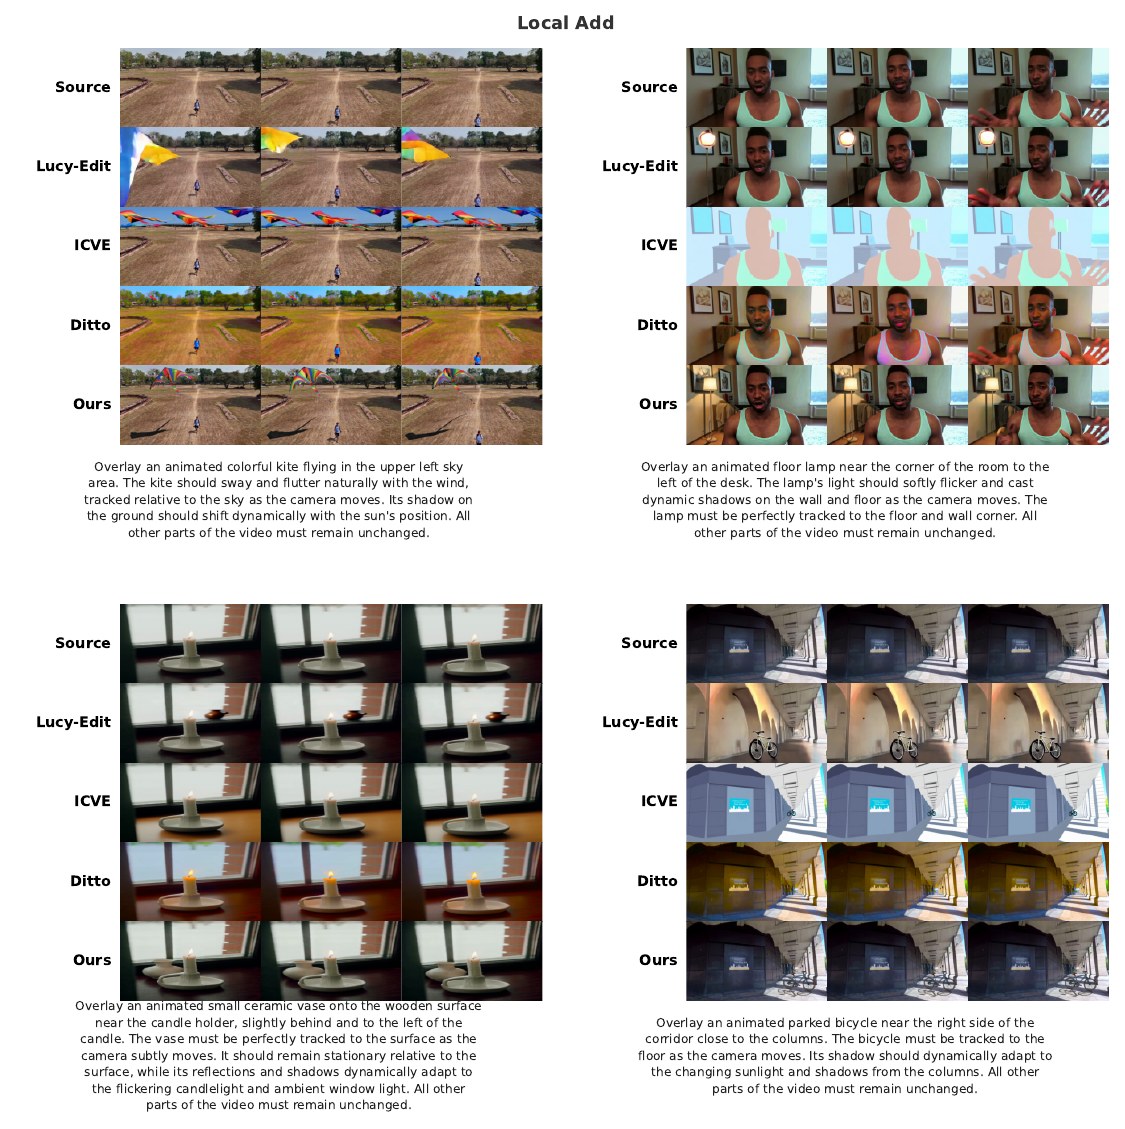 Local Add
Source
Lucy-Edit
ICVE
Ditto
Ours
Overlay an animated colorful kite flying in the upper left sky
area. The kite should sway and flutter naturally with the wind,
tracked relative to the sky as the camera moves. Its shadow on
the ground should shift dynamically with the sun's position. All
other parts of the video must remain unchanged.
Source
Lucy-Edit
ICVE
Ditto
Ours
Overlay an animated floor lamp near the corner of the room to the
left of the desk. The lamp's light should softly flicker and cast
dynamic shadows on the wall and floor as the camera moves. The
lamp must be perfectly tracked to the floor and wall corner. All
other parts of the video must remain unchanged.
Source
Lucy-Edit
ICVE
Ditto
Ours
Overlay an animated small ceramic vase onto the wooden surface
near the candle holder, slightly behind and to the left of the
candle. The vase must be perfectly tracked to the surface as the
camera subtly moves. It should remain stationary relative to the
surface, while its reflections and shadows dynamically adapt to
the flickering candlelight and ambient window light. All other
parts of the video must remain unchanged.
Source
Lucy-Edit
ICVE
Ditto
Ours
Overlay an animated parked bicycle near the right side of the
corridor close to the columns. The bicycle must be tracked to the
floor as the camera moves. Its shadow should dynamically adapt to
the changing sunlight and shadows from the columns. All other
parts of the video must remain unchanged.